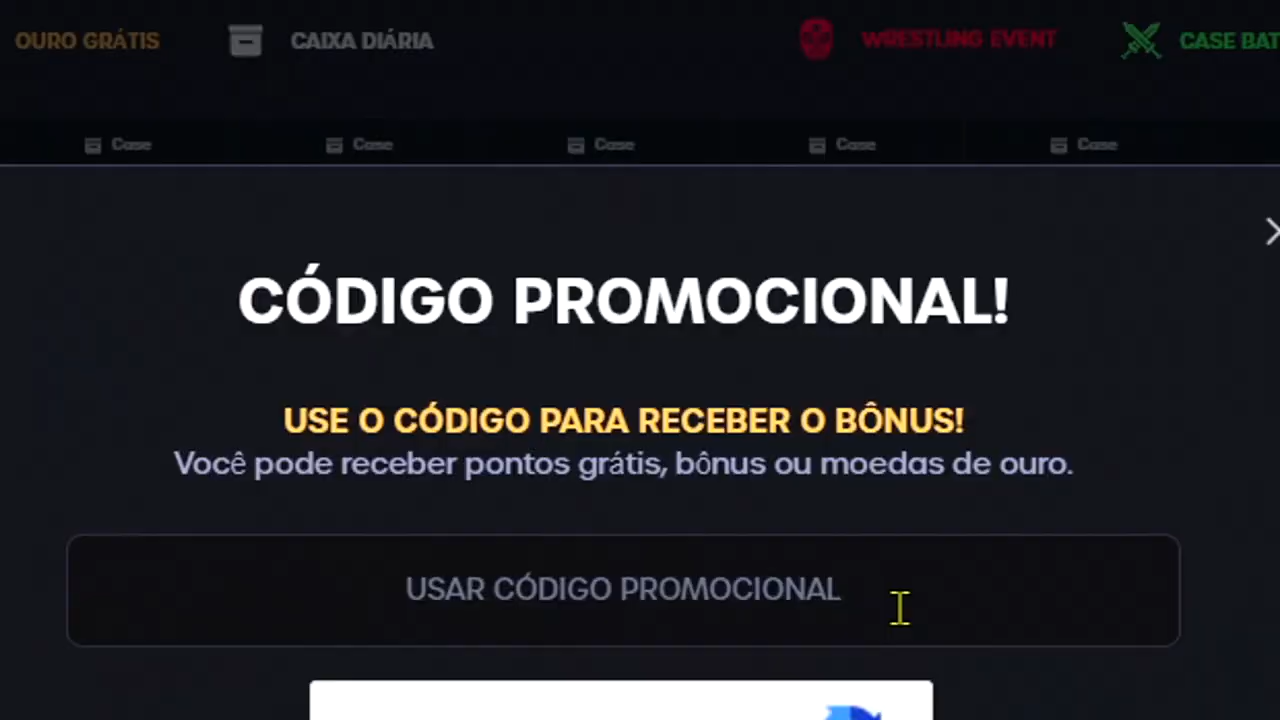 OURO GRÁTIS CAIXA DIÁRIA WRESTLING EVENT CASE BAT
Case Case Case Case Case
CÓDIGO PROMOCIONAL!
USE O CÓDIGO PARA RECEBER O BÔNUS!
Você pode receber pontos grátis, bônus ou moedas de ouro.
USAR CÓDIGO PROMOCIONAL